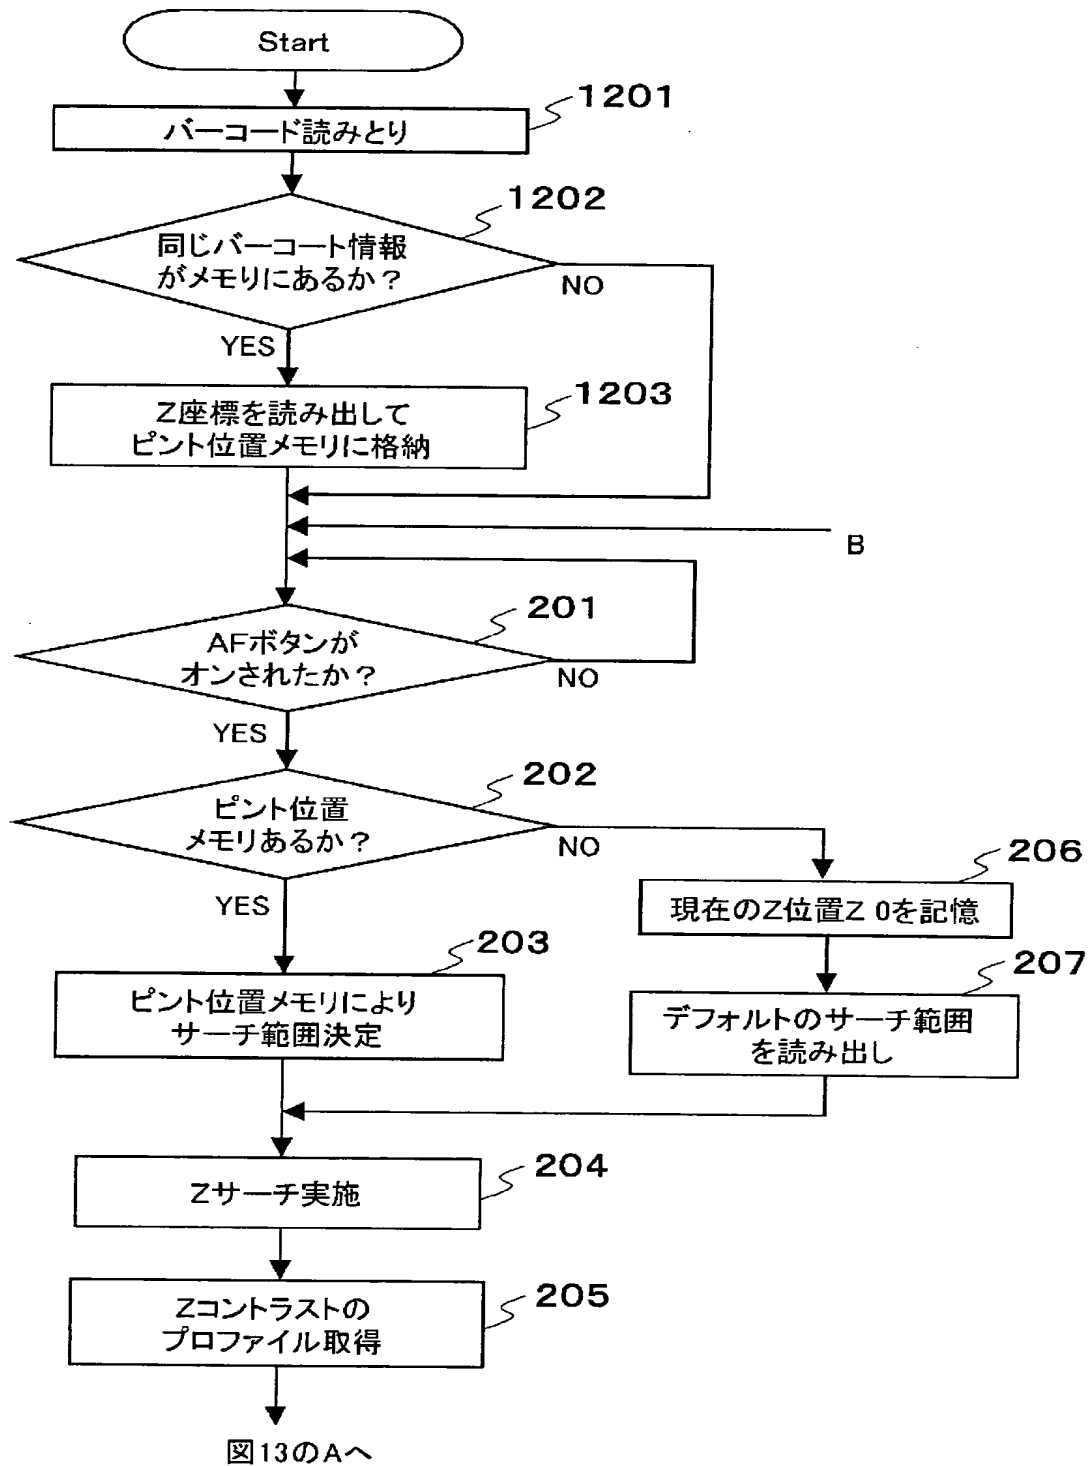 Start
1201
バーコード読みとり
1202
同じバーコート情報
がメモリにあるか？
NO
YES
1203
Z座標を読み出して
ピント位置メモリに格納
B
201
AFボタンが
オンされたか？
NO
YES
202
ピント位置
メモリあるか？
NO
YES
206
現在のZ位置Z 0を記憶
203
ピント位置メモリにより
サーチ範囲決定
207
デフォルトのサーチ範囲
を読み出し
204
Zサーチ実施
205
Zコントラストの
プロファイル取得
図13のAへ